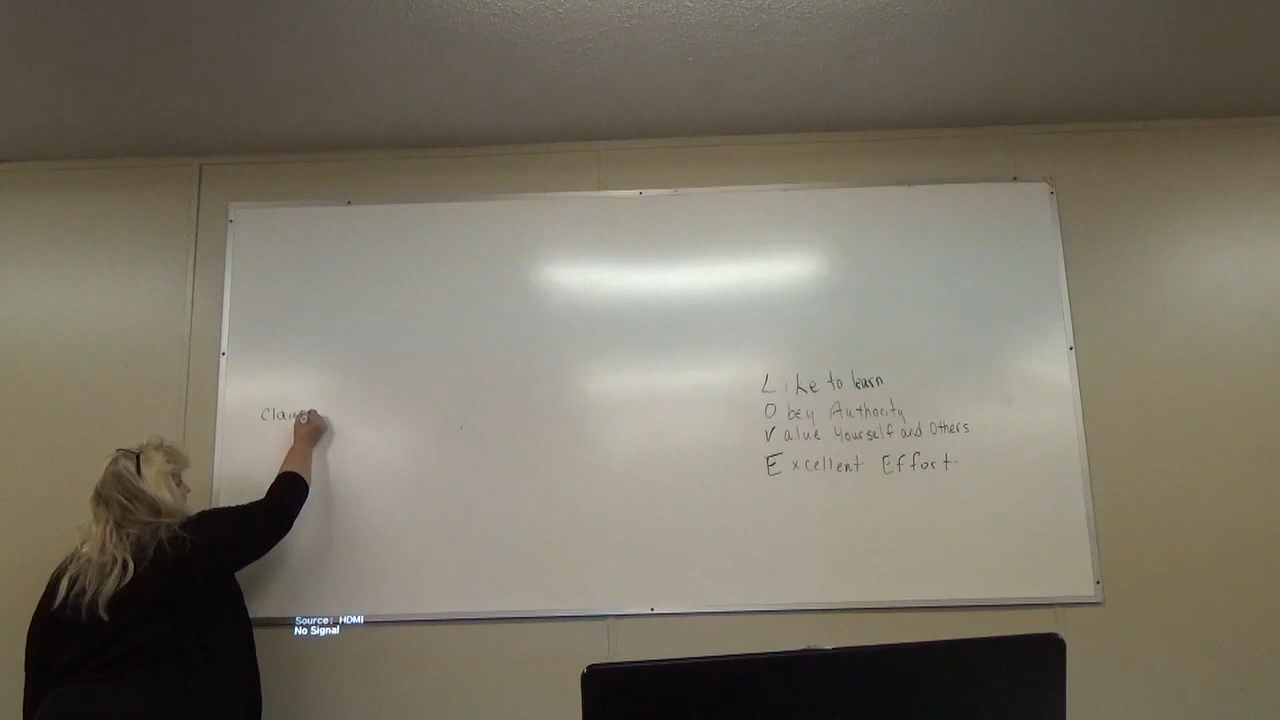 Like to learn
Obey Authority
Value Yourself and Others
Excellent Effort
Source: HDMI
No Signal